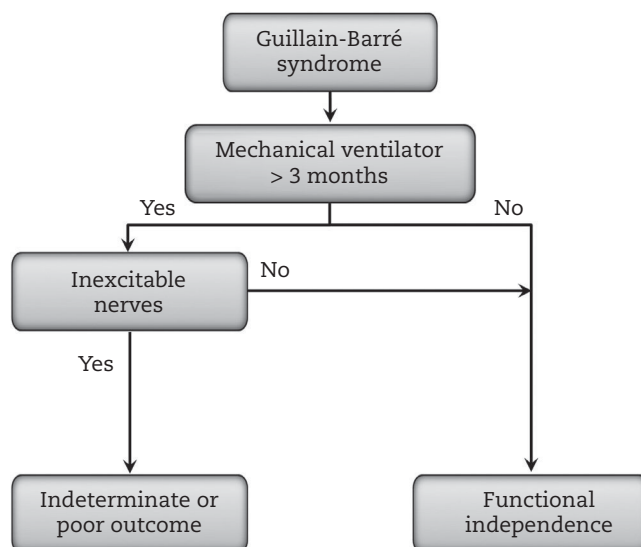 Guillain-Barré
syndrome
Mechanical ventilator
> 3 months
Yes
No
Inexcitable
nerves
No
Yes
Indeterminate or
poor outcome
Functional
independence